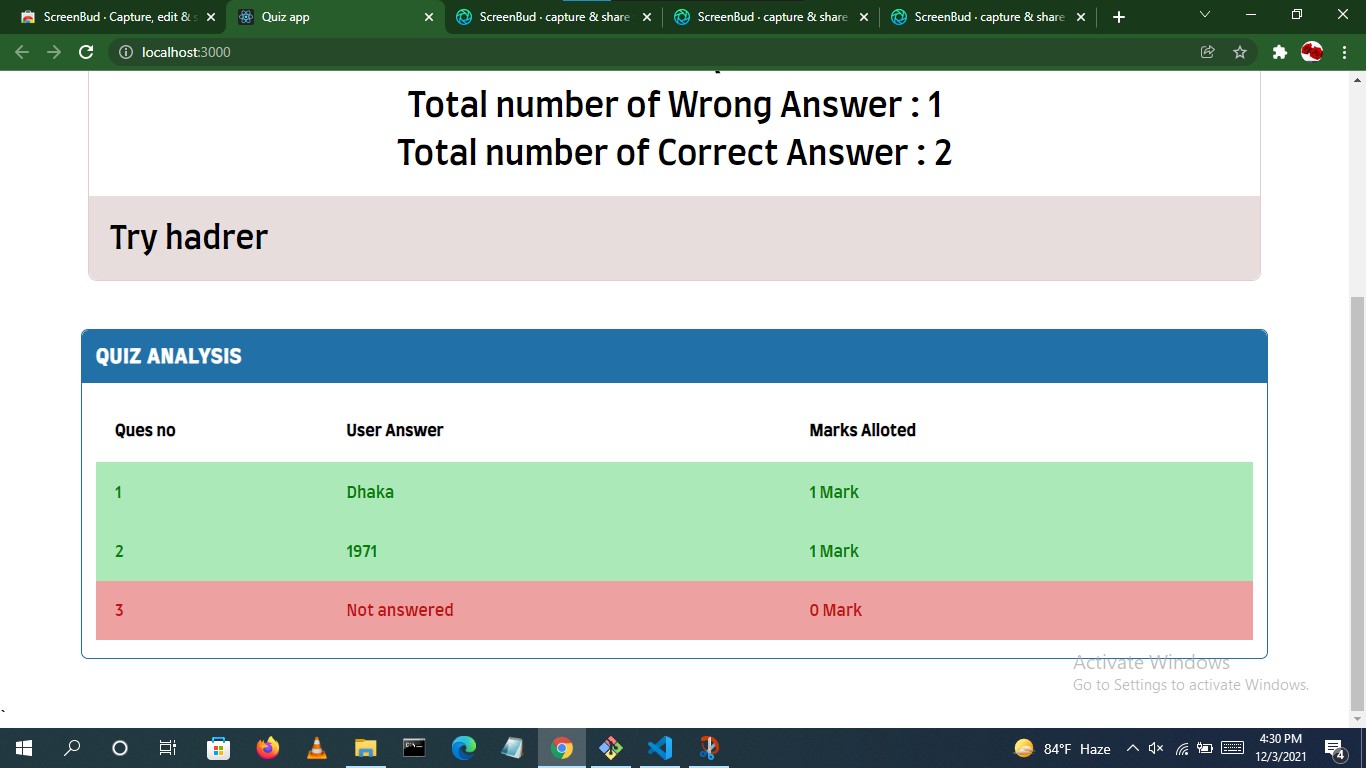 ScreenBud · Capture, edit & s
Quiz app
ScreenBud · capture & share
ScreenBud · capture & share
ScreenBud · capture & share
localhost:3000
Total number of Wrong Answer : 1
Total number of Correct Answer : 2
Try hadrer
QUIZ ANALYSIS
Ques no User Answer Marks Alloted
1 Dhaka 1 Mark
2 1971 1 Mark
3 Not answered 0 Mark
Activate Windows
Go to Settings to activate Windows.
`
84°F Haze
4:30 PM
12/3/2021
4